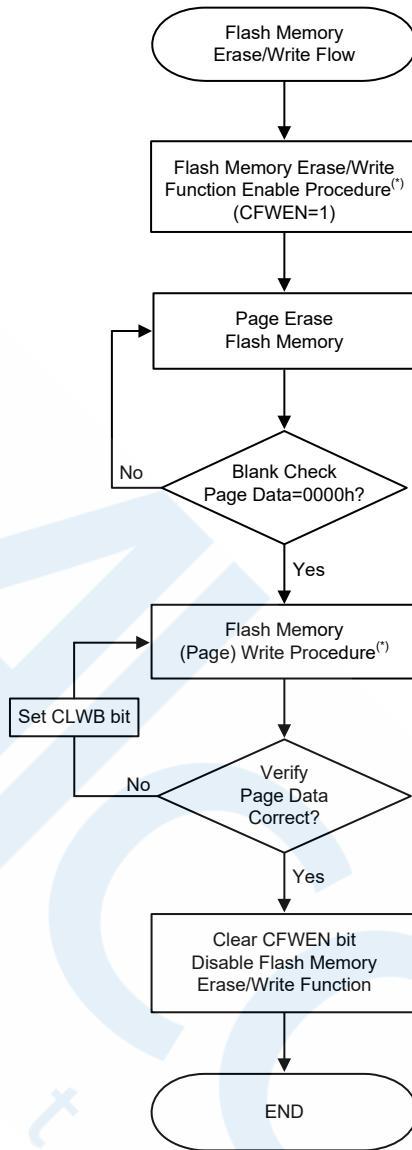 Flash Memory
Erase/Write Flow
Flash Memory Erase/Write
Function Enable Procedure(*)
(CFWEN=1)
Page Erase
Flash Memory
No
Blank Check
Page Data=0000h?
Yes
Flash Memory
(Page) Write Procedure(*)
Set CLWB bit
No
Verify
Page Data
Correct?
Yes
Clear CFWEN bit
Disable Flash Memory
Erase/Write Function
END
t